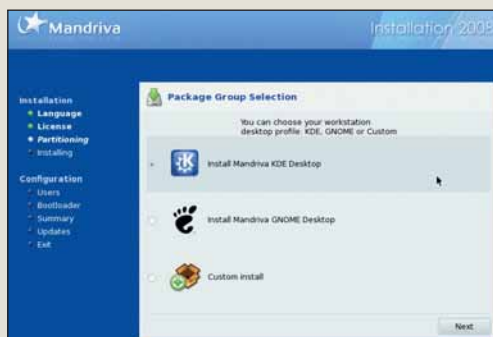 Mandriva
Installation 2008
Installation
Language
License
Partitioning
Installing
Configuration
Users
Bootloader
Summary
Updates
Exit
Package Group Selection
You can choose your workstation
desktop profile: KDE, GNOME or Custom
Install Mandriva KDE Desktop
Install Mandriva GNOME Desktop
Custom install
Next